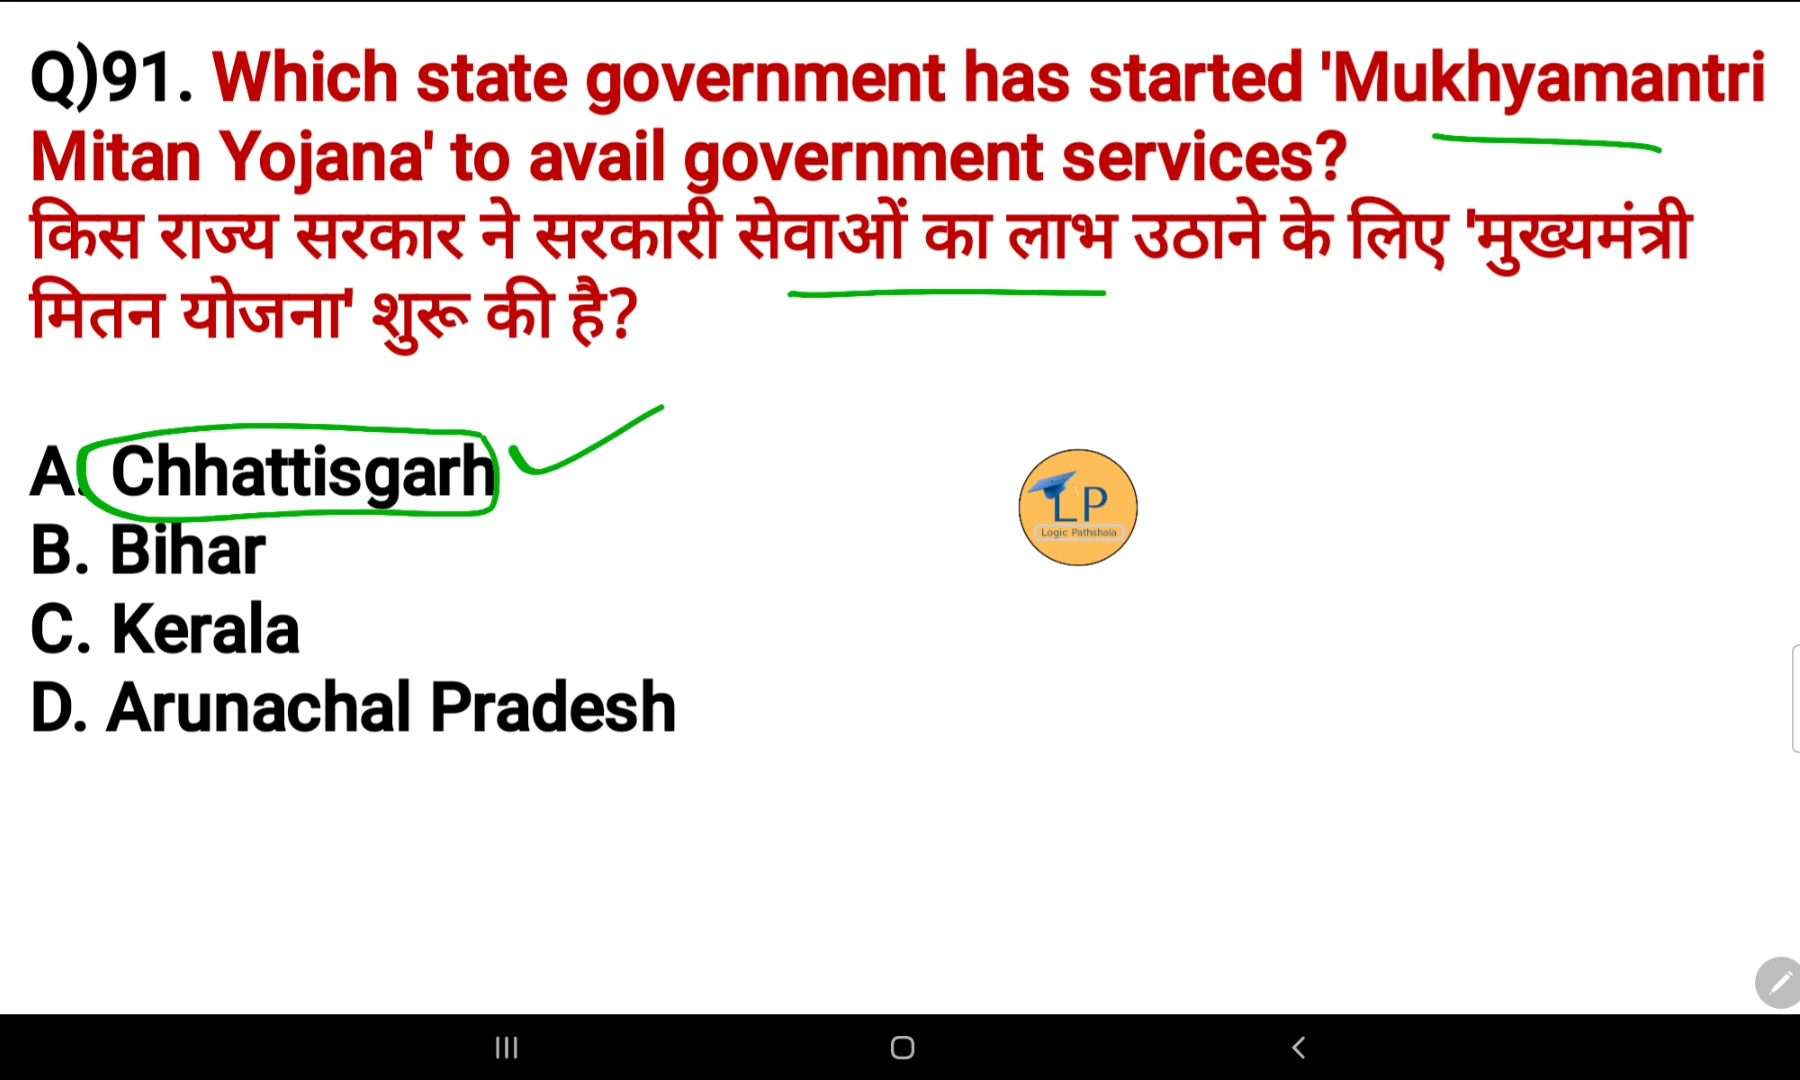 Q)91. Which state government has started 'Mukhyamantri
Mitan Yojana' to avail government services?
किस राज्य सरकार ने सरकारी सेवाओं का लाभ उठाने के लिए 'मुख्यमंत्री
मितन योजना' शुरू की है?
A. Chhattisgarh
B. Bihar
C. Kerala
D. Arunachal Pradesh
LP
Logic Pathshala